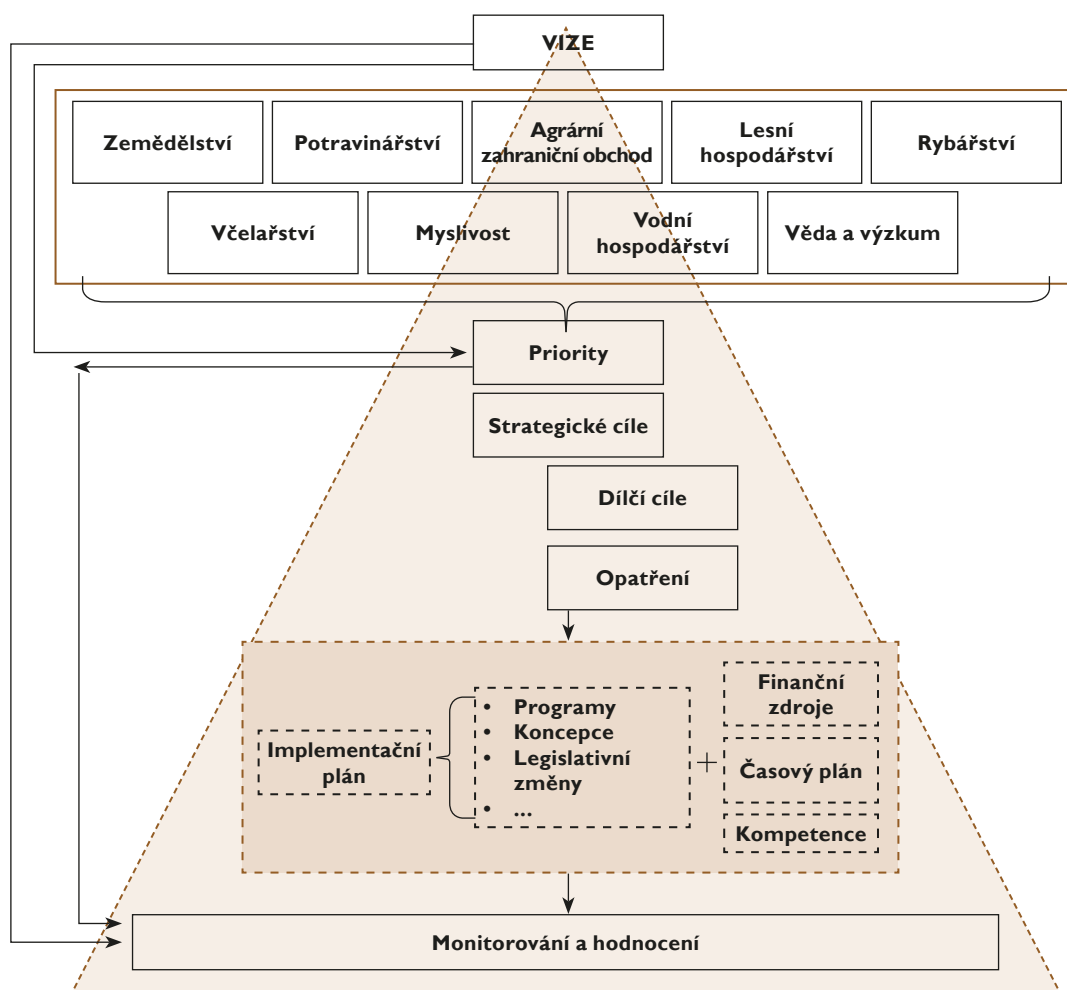 VIZE
Zemědělství
Potravinářství
Agrární
zahraniční obchod
Lesní
hospodářství
Rybářství
Včelařství
Myslivost
Vodní
hospodářství
Věda a výzkum
Priority
Strategické cíle
Dílčí cíle
Opatření
Implementační
plán
• Programy
• Koncepce
• Legislativní
změny
• ...
+
Finanční
zdroje
Časový plán
Kompetence
Monitorování a hodnocení